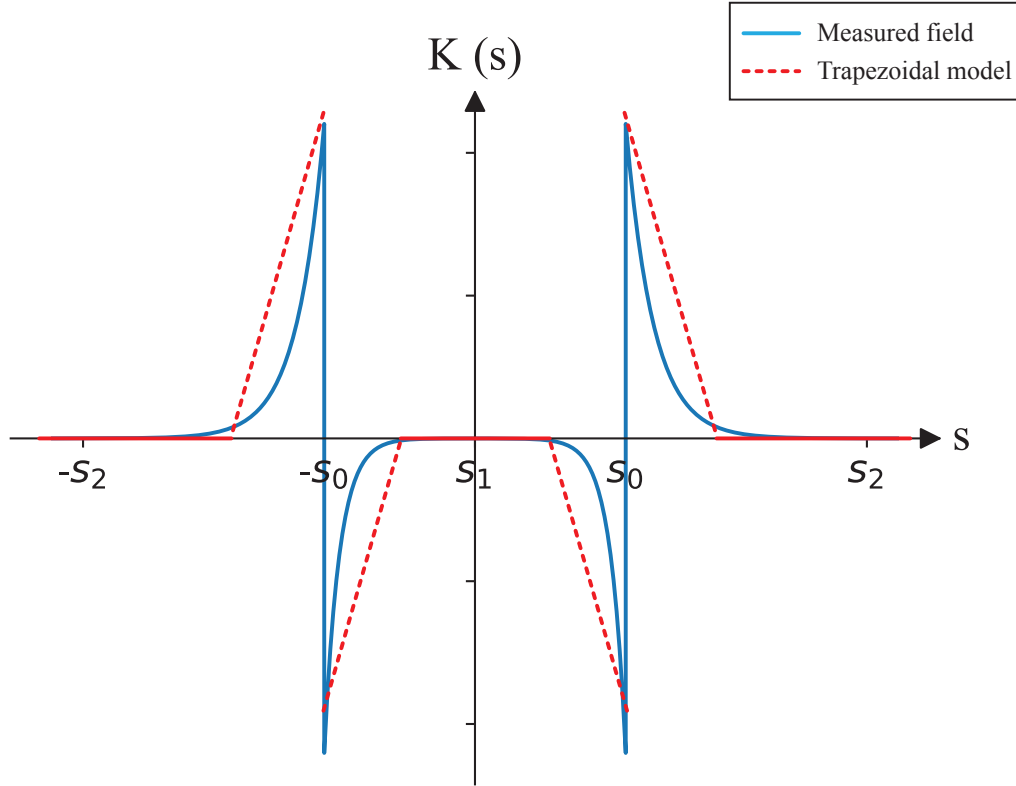 Measured field
Trapezoidal model
K (s)
s
-s₂
-s₀
s₁
s₀
s₂